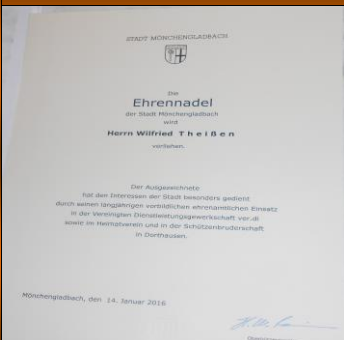 STADT MÖNCHENGLADBACH
Die
Ehrennadel
der Stadt Mönchengladbach
wird
Herrn Wilfried Theißen
verliehen.
Der Ausgezeichnete
hat den Interessen der Stadt besonders gedient
durch seinen langjährigen vorbildlichen ehrenamtlichen Einsatz
in der Vereinigten Dienstleistungsgewerkschaft ver.di
sowie im Heimatverein und in der Schützenbruderschaft
in Dorthausen.
Mönchengladbach, den 14. Januar 2016